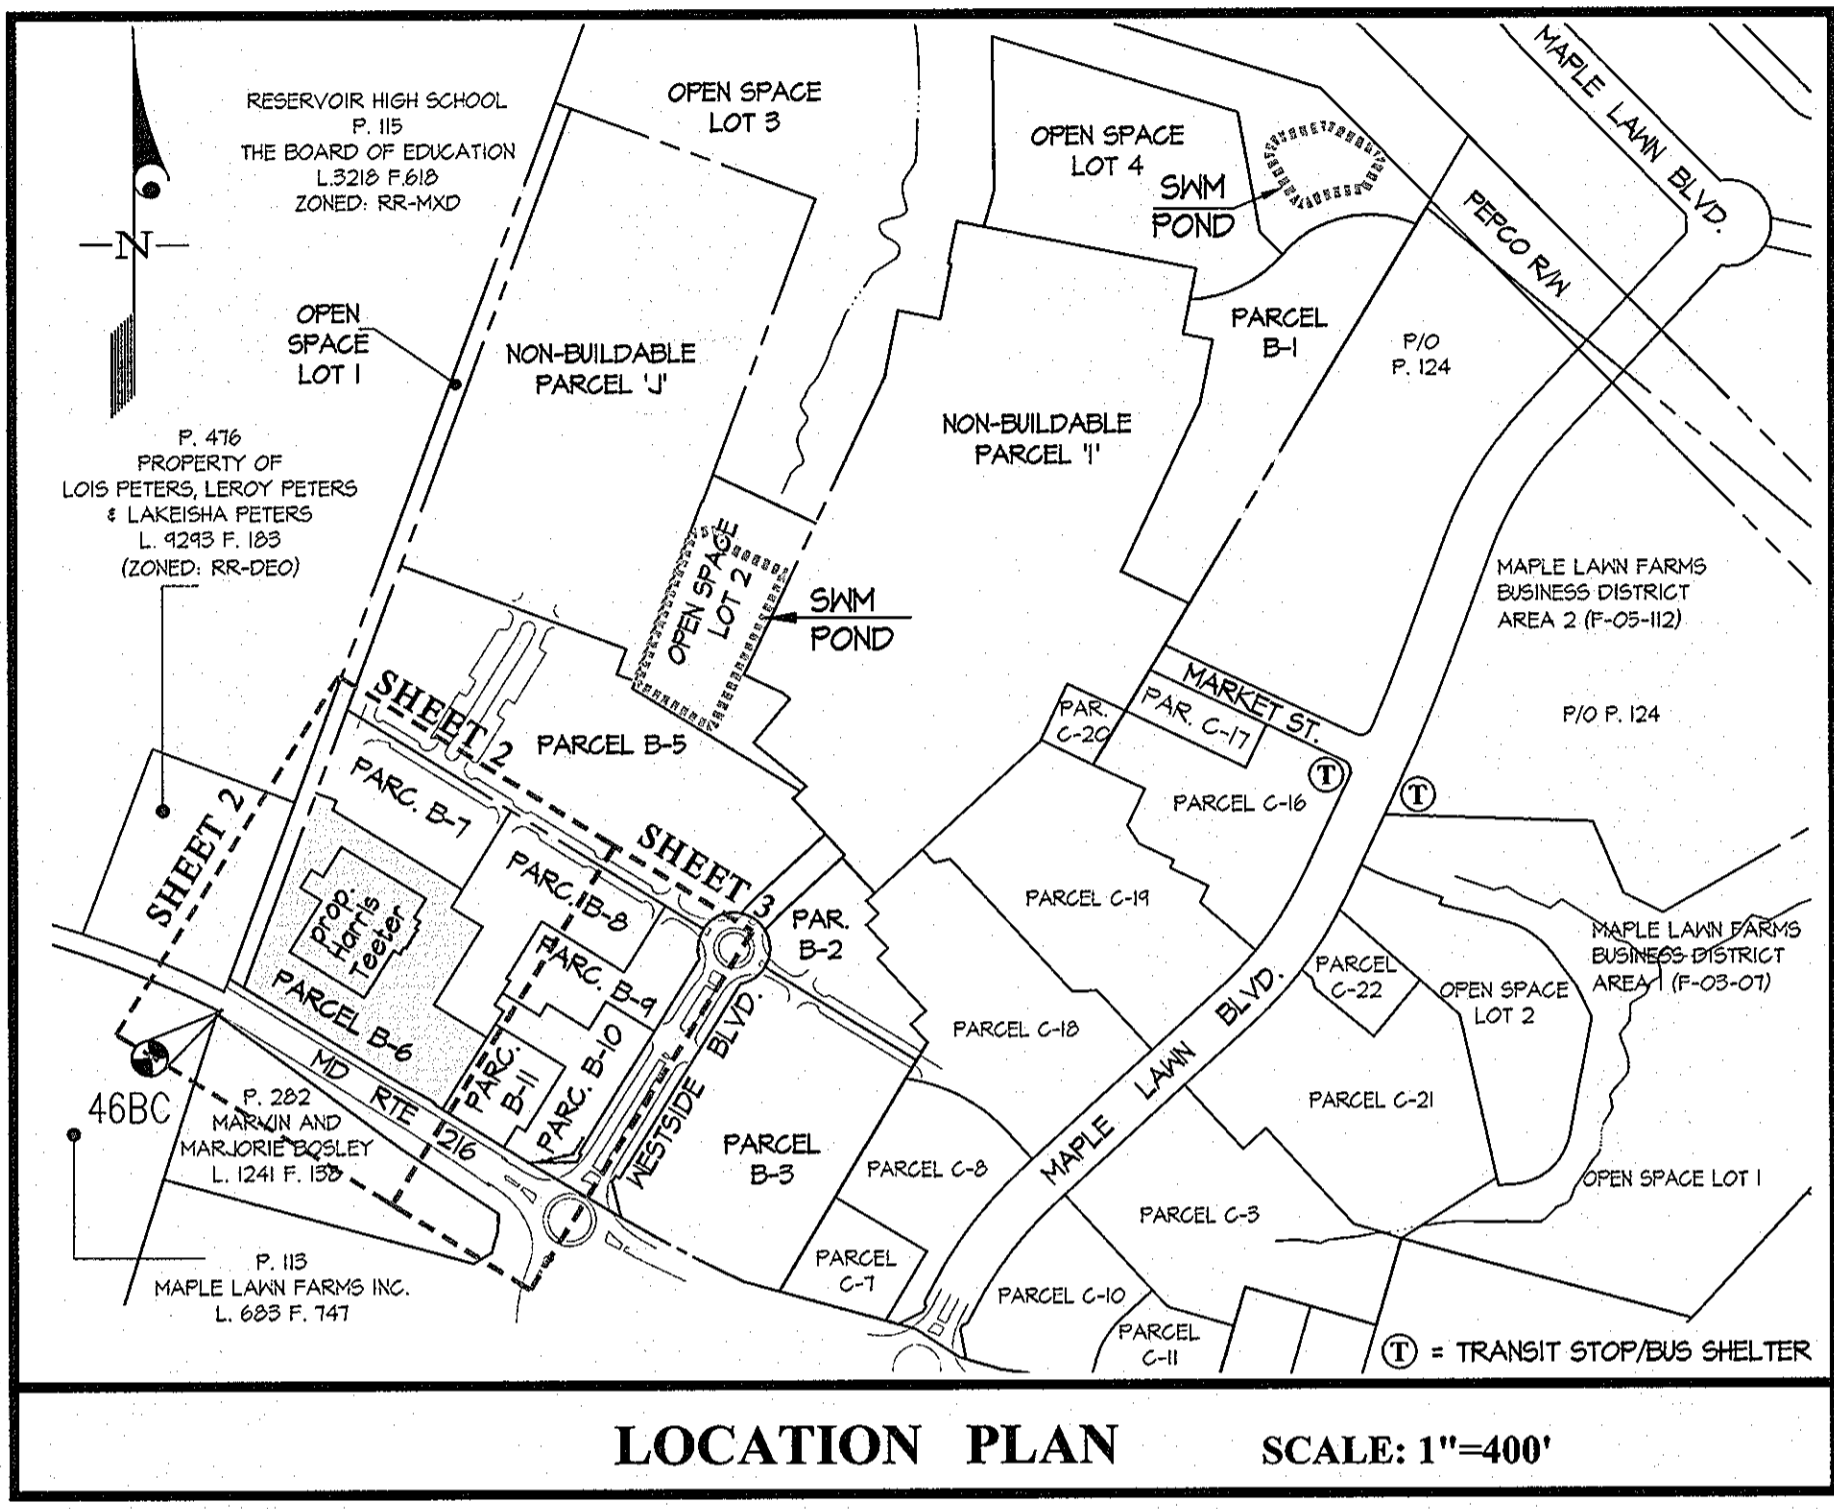 MAPLE LAWN BLVD.
RESERVOIR HIGH SCHOOL
P. 115
THE BOARD OF EDUCATION
L.3218 F.618
ZONED: RR-MXD
OPEN SPACE
LOT 3
OPEN SPACE
LOT 4
SWM
POND
PEPCO R/W
N
OPEN
SPACE
LOT 1
NON-BUILDABLE
PARCEL 'J'
PARCEL
B-1
P/O
P. 124
NON-BUILDABLE
PARCEL 'I'
P. 476
PROPERTY OF
LOIS PETERS, LEROY PETERS
& LAKEISHA PETERS
L. 9293 F. 183
(ZONED: RR-DEO)
OPEN SPACE
LOT 2
SWM
POND
MAPLE LAWN FARMS
BUSINESS DISTRICT
AREA 2 (F-05-112)
P/O P. 124
MARKET ST.
PAR. C-17
PAR.
C-20
SHEET 2
PARCEL B-5
T
T
PARCEL C-16
PARC. B-7
SHEET 2
SHEET 3
PARC. B-8
PARCEL C-19
PAR.
B-2
prop.
Harris
Teeter
PARCEL B-6
PARC. B-9
PARCEL
C-22
OPEN SPACE
LOT 2
MAPLE LAWN FARMS
BUSINESS DISTRICT
AREA 1 (F-03-07)
PARCEL C-18
MAPLE LAWN BLVD.
WESTSIDE BLVD.
PARC.
B-11
PARC. B-10
MD RTE 216
46BC
P. 282
MARVIN AND
MARJORIE BOSLEY
L. 1241 F. 138
PARCEL C-21
PARCEL
B-3
PARCEL C-8
OPEN SPACE LOT 1
PARCEL C-3
P. 113
MAPLE LAWN FARMS INC.
L. 683 F. 747
PARCEL
C-7
PARCEL C-10
PARCEL
C-11
T = TRANSIT STOP/BUS SHELTER
LOCATION PLAN SCALE: 1"=400'